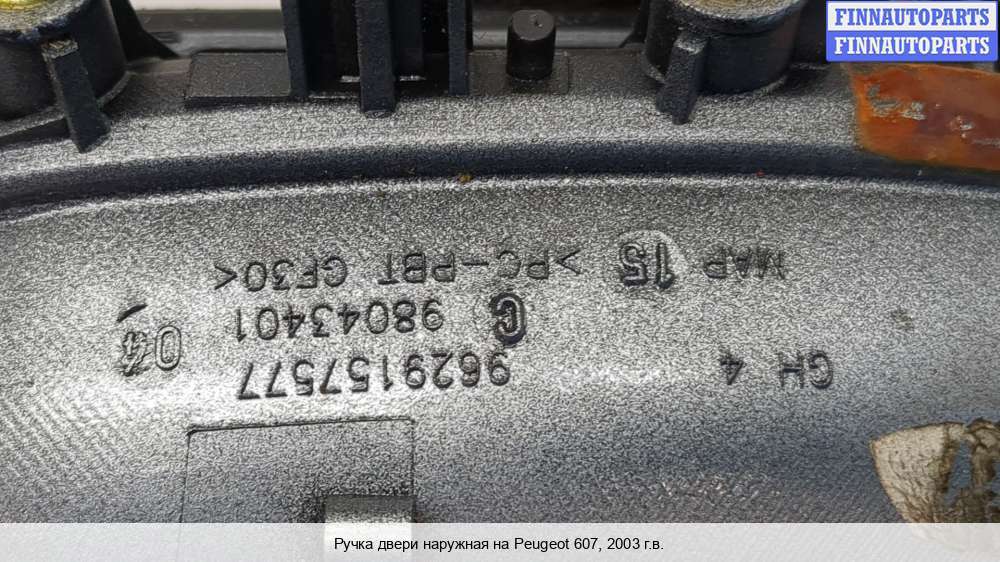 FINNAUTOPARTS
FINNAUTOPARTS
GH 4 9629157577
04
C 98043401
MAP 15 >PC-PBT GF30<
Ручка двери наружная на Peugeot 607, 2003 г.в.